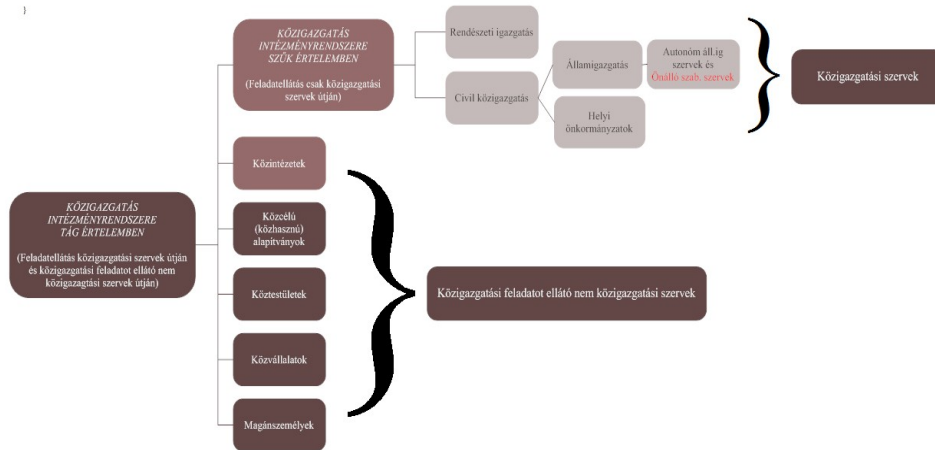 }
KÖZIGAZGATÁS
INTÉZMÉNYRENDSZERE
SZŰK ÉRTELEMBEN
(Feladatellátás csak közigazgatási
szervek útján)
Rendészeti igazgatás
Civil közigazgatás
Államigazgatás
Helyi
önkormányzatok
Autonóm áll.ig
szervek és
Önálló szab. szervek
Közigazgatási szervek
KÖZIGAZGATÁS
INTÉZMÉNYRENDSZERE
TÁG ÉRTELEMBEN
(Feladatellátás közigazgatási szervek útján
és közigazgatási feladatot ellátó nem
közigazagtási szervek útján)
Közintézetek
Közcélú
(közhasznú)
alapítványok
Köztestületek
Közvállalatok
Magánszemélyek
Közigazgatási feladatot ellátó nem közigazgatási szervek